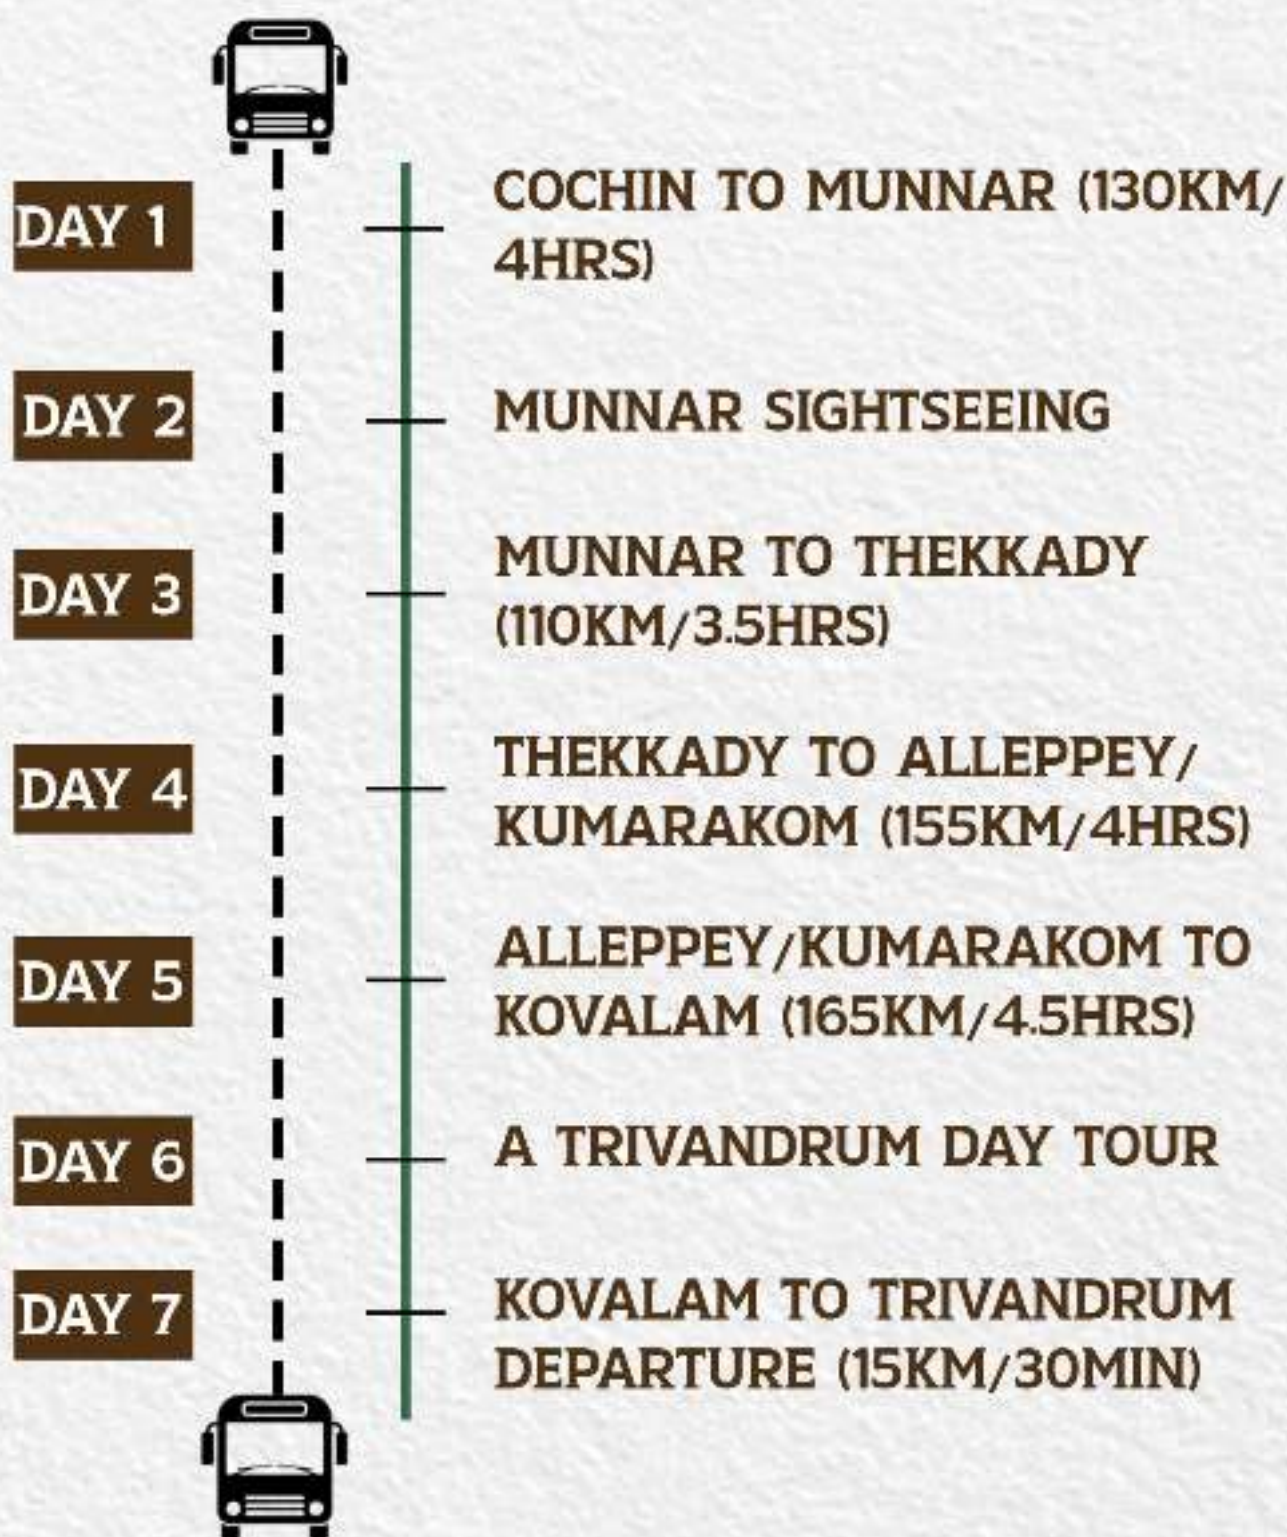 DAY 1
COCHIN TO MUNNAR (130KM/
4HRS)
DAY 2
MUNNAR SIGHTSEEING
DAY 3
MUNNAR TO THEKKADY
(110KM/3.5HRS)
DAY 4
THEKKADY TO ALLEPPEY/
KUMARAKOM (155KM/4HRS)
DAY 5
ALLEPPEY/KUMARAKOM TO
KOVALAM (165KM/4.5HRS)
DAY 6
A TRIVANDRUM DAY TOUR
DAY 7
KOVALAM TO TRIVANDRUM
DEPARTURE (15KM/30MIN)